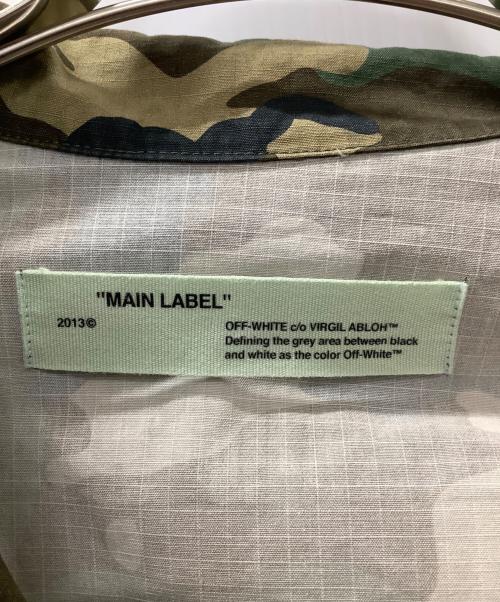 "MAIN LABEL"
2013©
OFF-WHITE c/o VIRGIL ABLOH™
Defining the grey area between black
and white as the color Off-White™